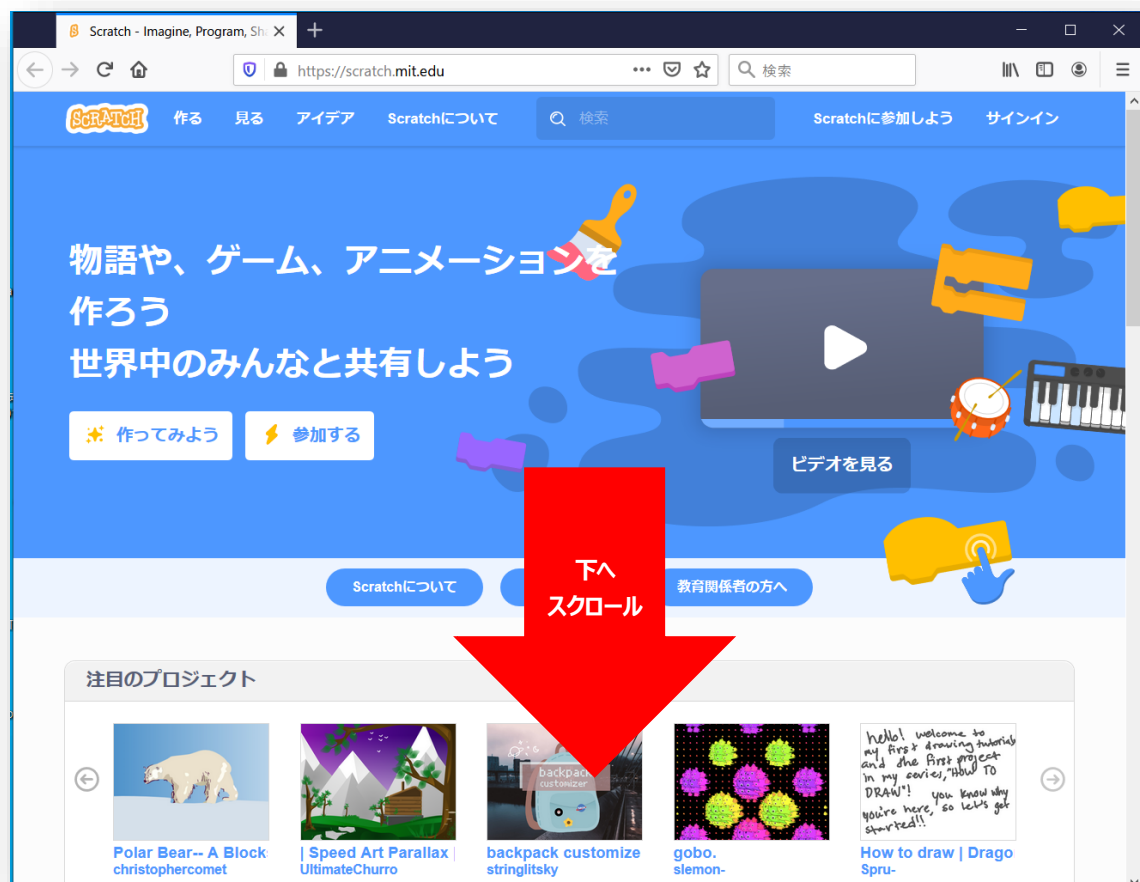 Scratch - Imagine, Program, Sh
https://scratch.mit.edu
検索
SCRATCH
作る
見る
アイデア
Scratchについて
検索
Scratchに参加しよう
サインイン
物語や、ゲーム、アニメーションを
作ろう
世界中のみんなと共有しよう
作ってみよう
参加する
ビデオを見る
下へ
スクロール
Scratchについて
教育関係者の方へ
注目のプロジェクト
backpack
customizer
hello! welcome to
my first drawing tutorial
and the first project
in my series, "HOW TO
DRAW"! you know why
you're here, so let's get
started!!
Polar Bear-- A Block
christophercomet
| Speed Art Parallax |
UltimateChurro
backpack customize
stringlitsky
gobo.
slemon-
How to draw | Drago
Spru-